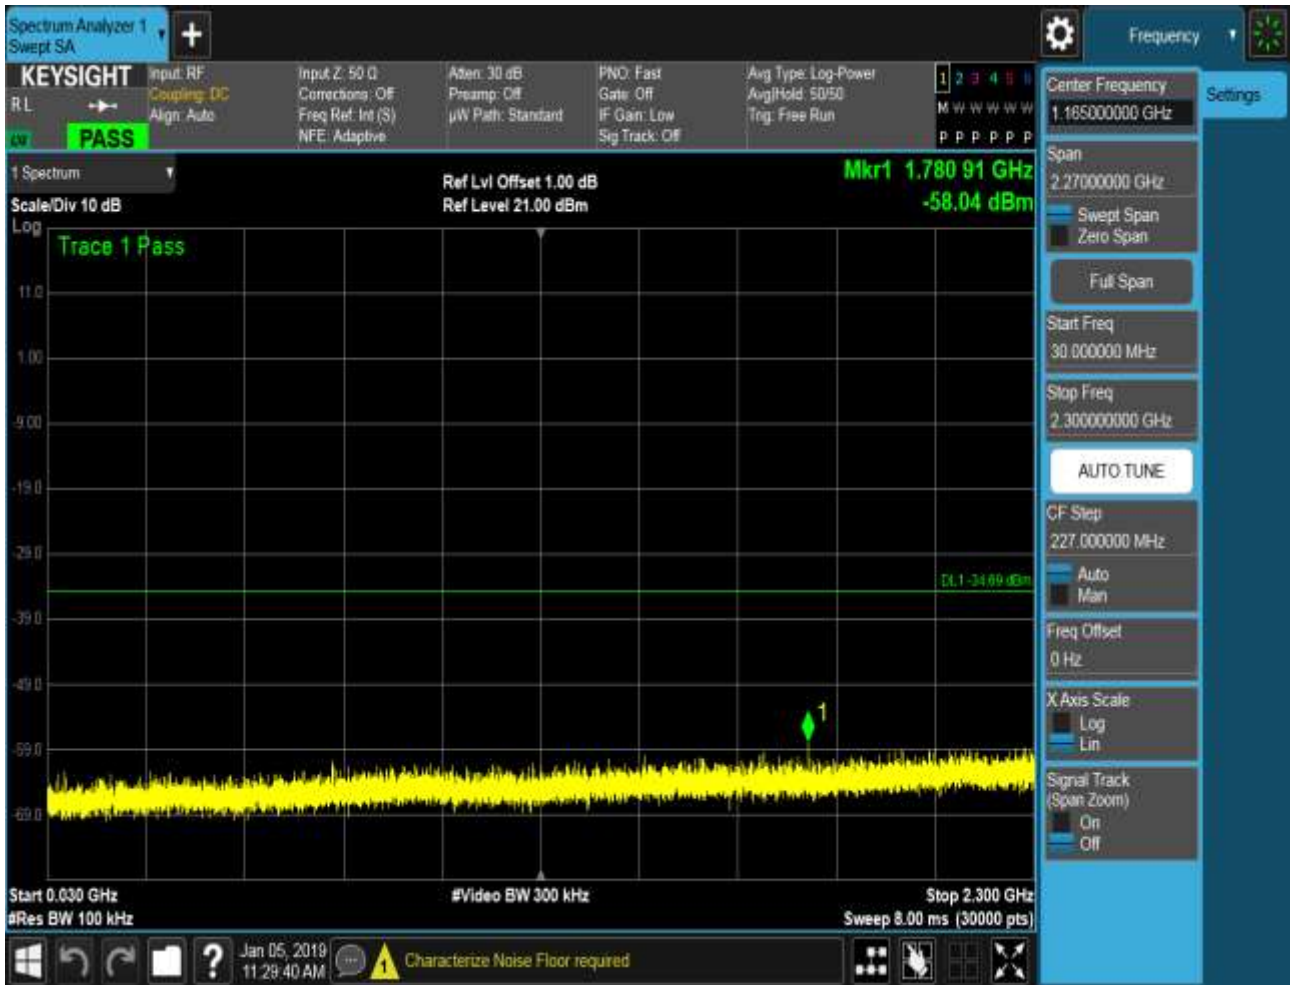 Spectrum Analyzer 1
Swept SA
Frequency
KEYSIGHT
Input: RF
Coupling: DC
Align: Auto
Input Z: 50 Ω
Corrections: Off
Freq Ref: Int (S)
NFE: Adaptive
Atten: 30 dB
Preamp: Off
µW Path: Standard
PNO: Fast
Gate: Off
IF Gain: Low
Sig Track: Off
Avg Type: Log-Power
Avg|Hold: 50/50
Trig: Free Run
1 2 3 4 5 6
M W W W W W
P P P P P P
R L
PASS
1 Spectrum
Scale/Div 10 dB
Log
Ref Lvl Offset 1.00 dB
Ref Level 21.00 dBm
Mkr1 1.780 91 GHz
-58.04 dBm
Trace 1 Pass
11.0
1.00
-9.00
-19.0
-29.0
DL1 -34.69 dBm
-39.0
-49.0
1
-59.0
-69.0
Start 0.030 GHz
#Video BW 300 kHz
Stop 2.300 GHz
#Res BW 100 kHz
Sweep 8.00 ms (30000 pts)
Center Frequency
1.165000000 GHz
Settings
Span
2.27000000 GHz
Swept Span
Zero Span
Full Span
Start Freq
30.000000 MHz
Stop Freq
2.300000000 GHz
AUTO TUNE
CF Step
227.000000 MHz
Auto
Man
Freq Offset
0 Hz
X Axis Scale
Log
Lin
Signal Track
(Span Zoom)
On
Off
?
Jan 05, 2019
11:29:40 AM
1
Characterize Noise Floor required